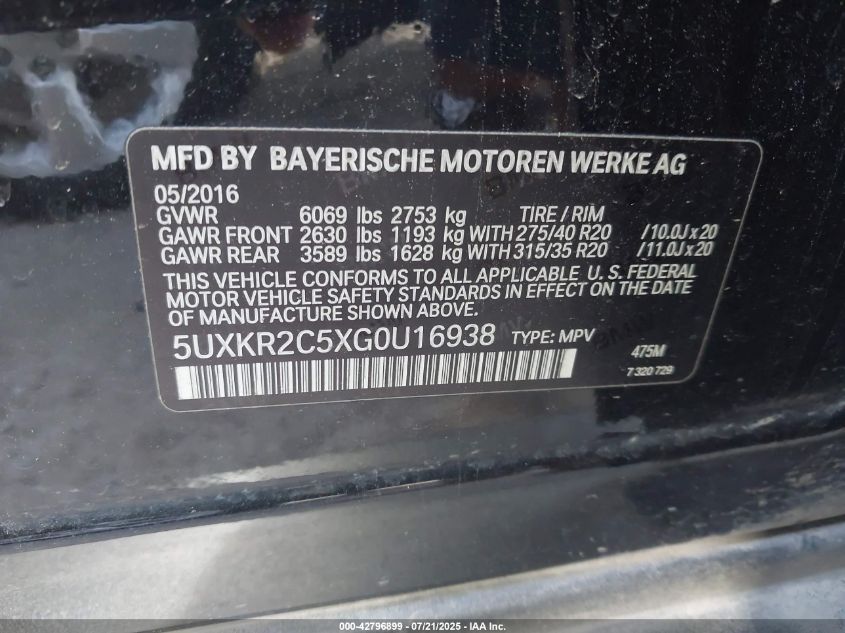 MFD BY BAYERISCHE MOTOREN WERKE AG
05/2016
GVWR 6069 lbs 2753 kg TIRE / RIM
GAWR FRONT 2630 lbs 1193 kg WITH 275/40 R20 /10.0J x 20
GAWR REAR 3589 lbs 1628 kg WITH 315/35 R20 /11.0J x 20
THIS VEHICLE CONFORMS TO ALL APPLICABLE U. S. FEDERAL
MOTOR VEHICLE SAFETY STANDARDS IN EFFECT ON THE DATE
OF MANUFACTURE SHOWN ABOVE.
5UXKR2C5XG0U16938 TYPE: MPV
475M
7 320 729
000-42796899 | 07/21/2025 - IAA Inc.